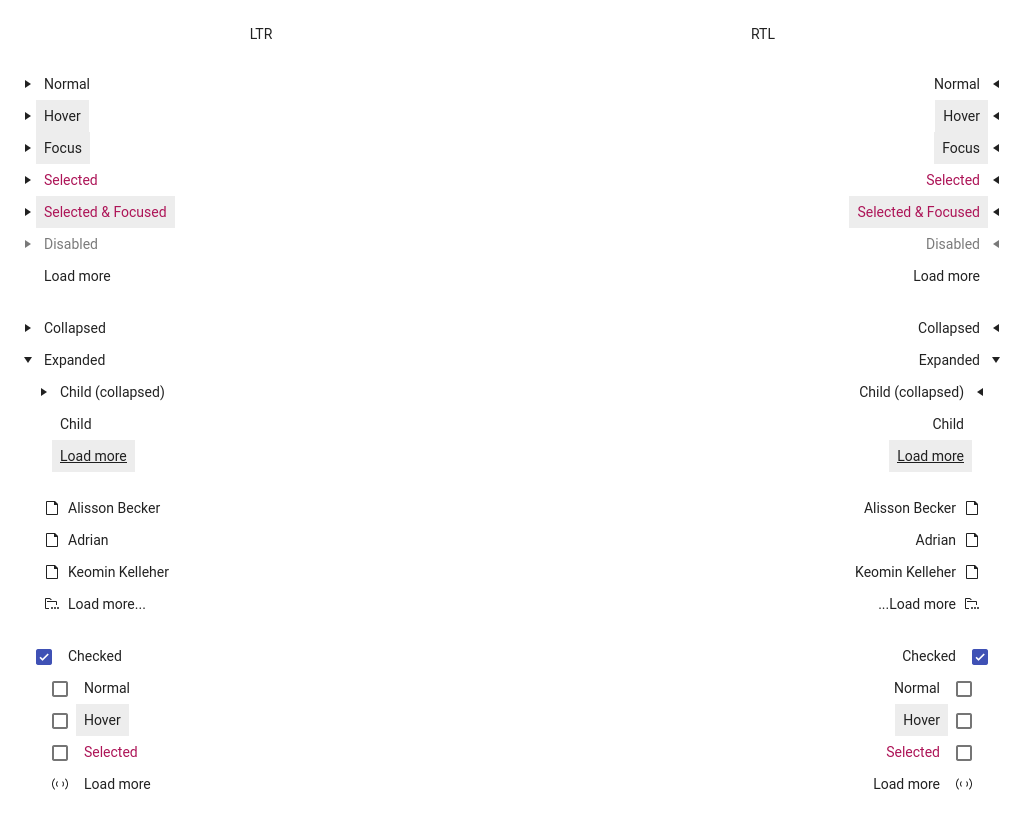 LTR
Normal
Hover
Focus
Selected
Selected & Focused
Disabled
Load more
Collapsed
Expanded
Child (collapsed)
Child
Load more
Alisson Becker
Adrian
Keomin Kelleher
Load more...
Checked
Normal
Hover
Selected
Load more
RTL
Normal
Hover
Focus
Selected
Selected & Focused
Disabled
Load more
Collapsed
Expanded
Child (collapsed)
Child
Load more
Alisson Becker
Adrian
Keomin Kelleher
...Load more
Checked
Normal
Hover
Selected
Load more